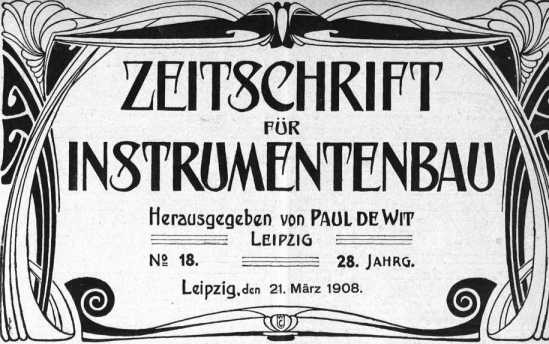 ZEITSCHRIFT
FÜR
INSTRUMENTENBAU
Herausgegeben von PAUL DE WIT
LEIPZIG
Nº 18. 28. JAHRG.
Leipzig, den 21. März 1908.